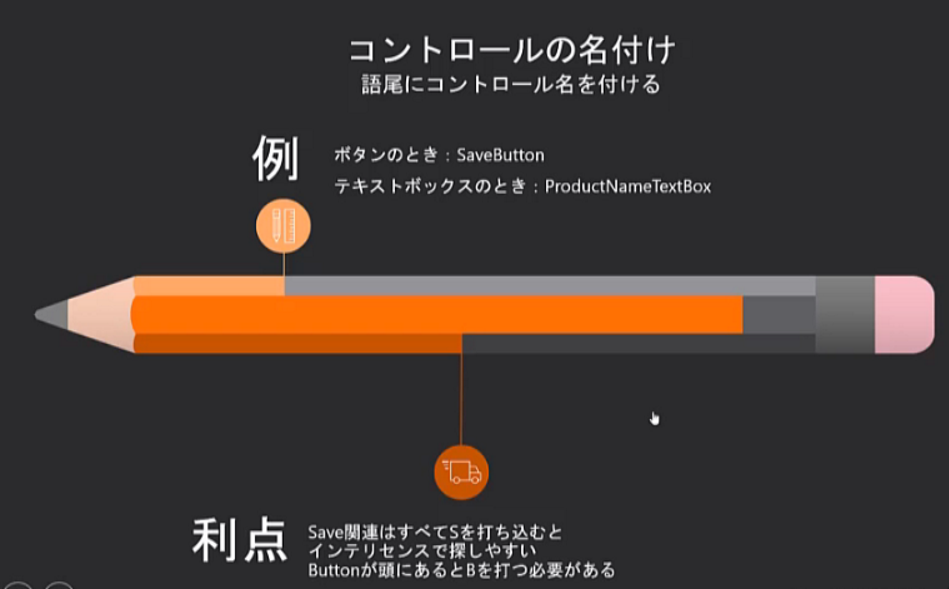 コントロールの名付け
語尾にコントロール名を付ける
例
ボタンのとき：SaveButton
テキストボックスのとき：ProductNameTextBox
利点
Save関連はすべてSを打ち込むと
インテリセンスで探しやすい
Buttonが頭にあるとBを打つ必要がある